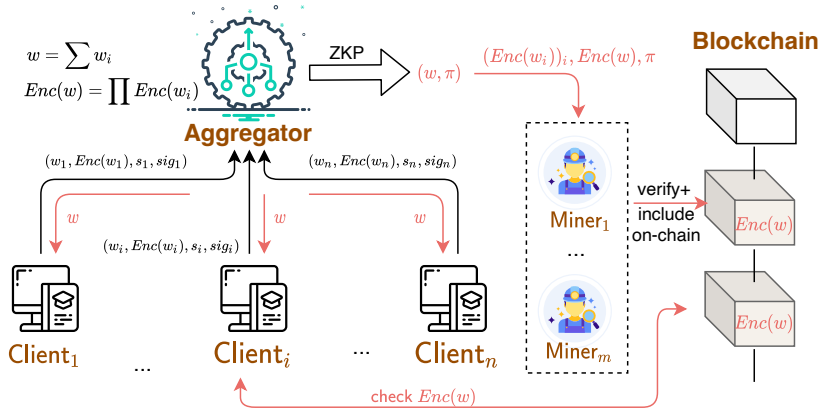 w = ∑ w_i
Enc(w) = ∏ Enc(w_i)
Aggregator
ZKP
(w, π)
(Enc(w_i))_i, Enc(w), π
Blockchain
(w_1, Enc(w_1), s_1, sig_1)
(w_n, Enc(w_n), s_n, sig_n)
w
w
w
(w_i, Enc(w_i), s_i, sig_i)
Miner_1
...
Miner_m
verify+
include
on-chain
Enc(w)
Enc(w)
Client_1
...
Client_i
...
Client_n
check Enc(w)